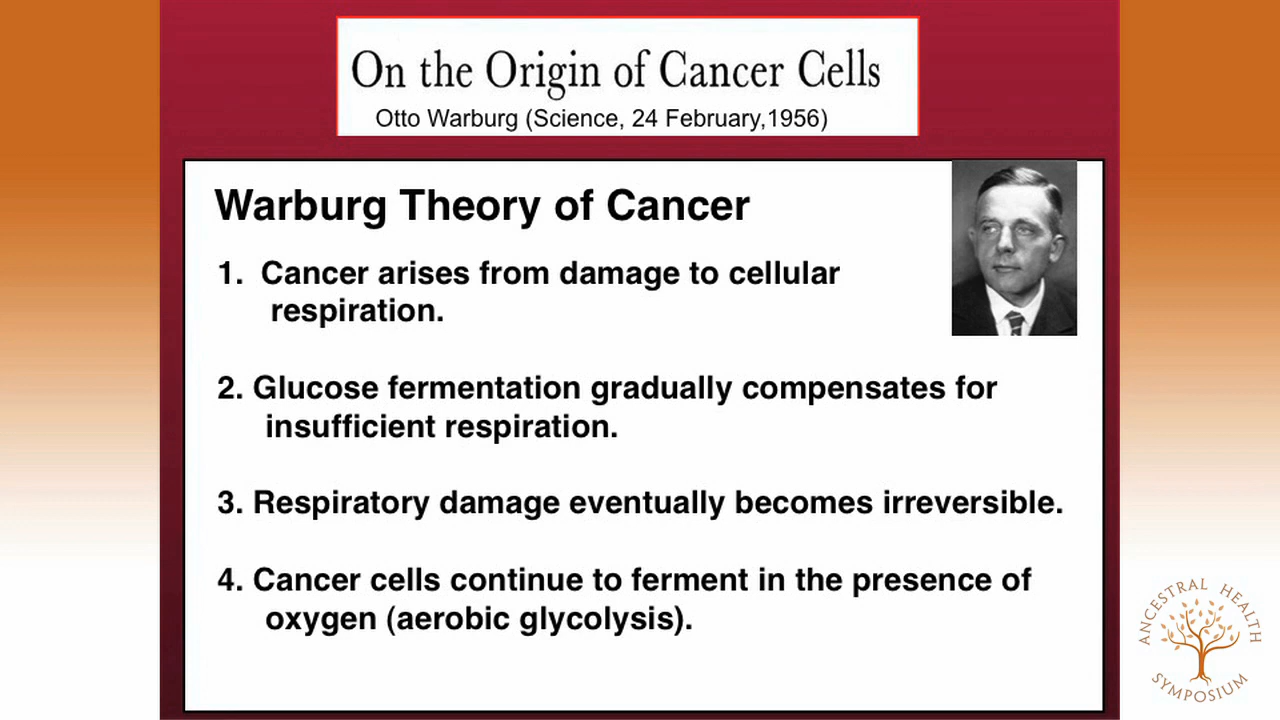 On the Origin of Cancer Cells
Otto Warburg (Science, 24 February,1956)
Warburg Theory of Cancer
1. Cancer arises from damage to cellular
respiration.
2. Glucose fermentation gradually compensates for
insufficient respiration.
3. Respiratory damage eventually becomes irreversible.
4. Cancer cells continue to ferment in the presence of
oxygen (aerobic glycolysis).
ANCESTRAL HEALTH
SYMPOSIUM